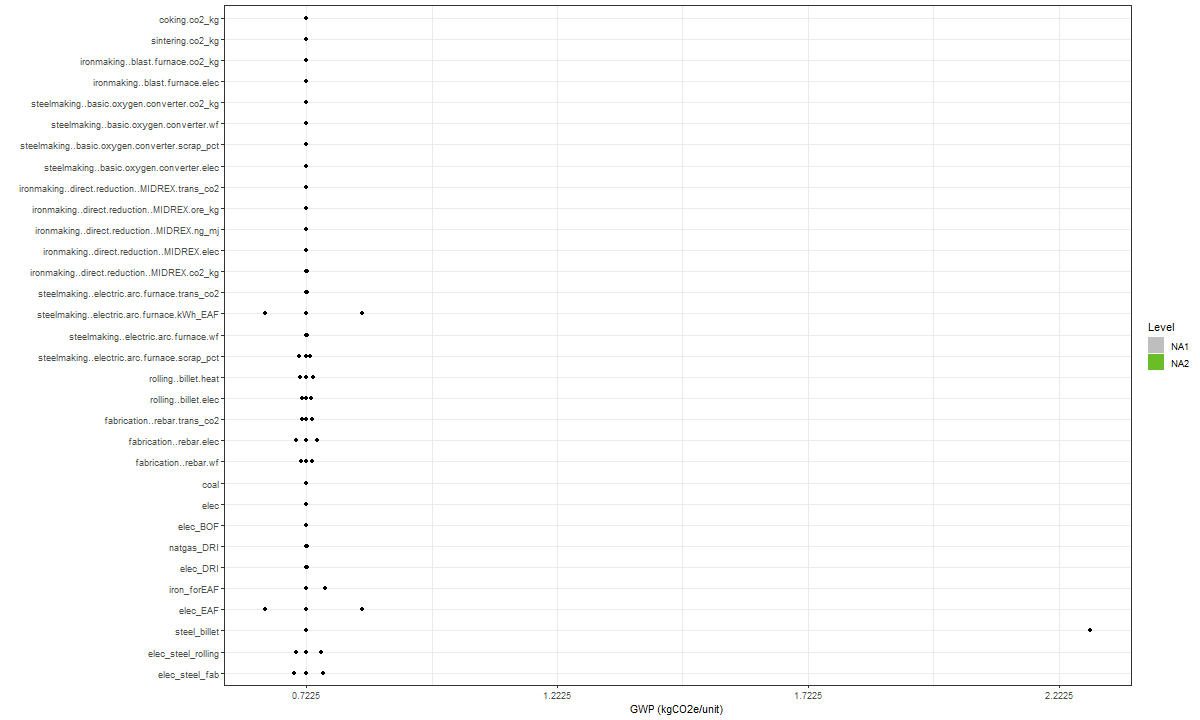 coking.co2_kg
sintering.co2_kg
ironmaking..blast.furnace.co2_kg
ironmaking..blast.furnace.elec
steelmaking..basic.oxygen.converter.co2_kg
steelmaking..basic.oxygen.converter.wf
steelmaking..basic.oxygen.converter.scrap_pct
steelmaking..basic.oxygen.converter.elec
ironmaking..direct.reduction..MIDREX.trans_co2
ironmaking..direct.reduction..MIDREX.ore_kg
ironmaking..direct.reduction..MIDREX.ng_mj
ironmaking..direct.reduction..MIDREX.elec
ironmaking..direct.reduction..MIDREX.co2_kg
steelmaking..electric.arc.furnace.trans_co2
steelmaking..electric.arc.furnace.kWh_EAF
steelmaking..electric.arc.furnace.wf
steelmaking..electric.arc.furnace.scrap_pct
rolling..billet.heat
rolling..billet.elec
fabrication..rebar.trans_co2
fabrication..rebar.elec
fabrication..rebar.wf
coal
elec
elec_BOF
natgas_DRI
elec_DRI
iron_forEAF
elec_EAF
steel_billet
elec_steel_rolling
elec_steel_fab
0.7225 1.2225 1.7225 2.2225
GWP (kgCO2e/unit)
Level
NA1
NA2